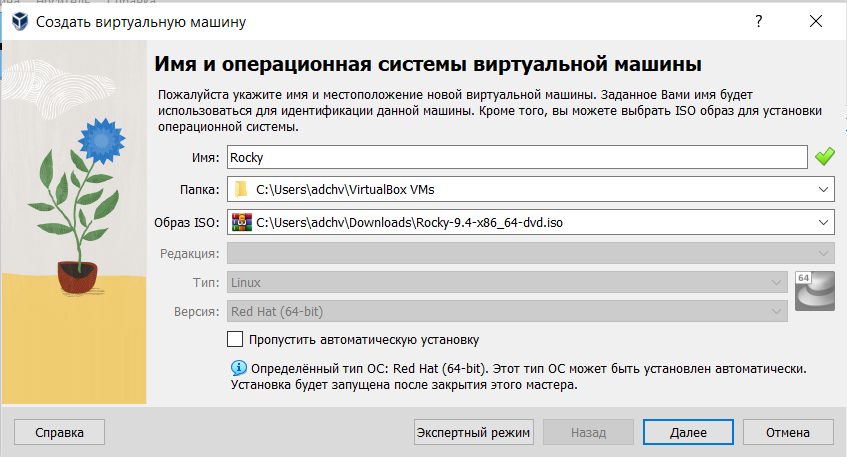 Создать виртуальную машину
Имя и операционная системы виртуальной машины
Пожалуйста укажите имя и местоположение новой виртуальной машины. Заданное Вами имя будет
использоваться для идентификации данной машины. Кроме того, вы можете выбрать ISO образ для установки
операционной системы.
Имя: Rocky
Папка: C:\Users\adchv\VirtualBox VMs
Образ ISO: C:\Users\adchv\Downloads\Rocky-9.4-x86_64-dvd.iso
Редакция:
Тип: Linux
64
Версия: Red Hat (64-bit)
Пропустить автоматическую установку
Определённый тип ОС: Red Hat (64-bit). Этот тип ОС может быть установлен автоматически.
Установка будет запущена после закрытия этого мастера.
Справка Экспертный режим Назад Далее Отмена